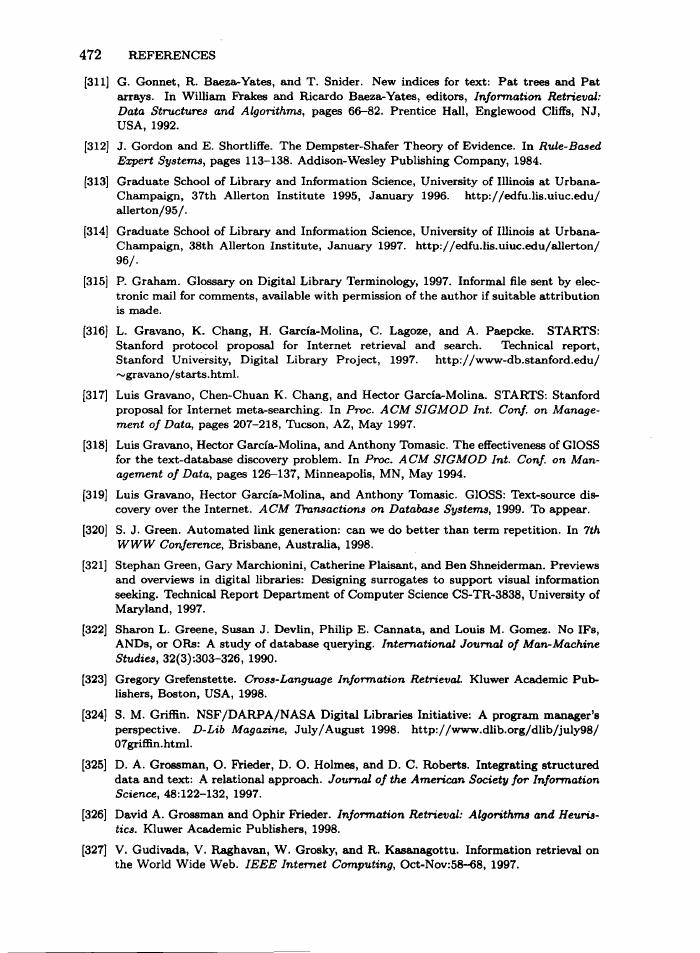 472 REFERENCES
[311] G. Gonnet, R. Baeza-Yates, and T. Snider. New indices for text: Pat trees and Pat
arrays. In William Frakes and Ricardo Baeza-Yates, editors, Information Retrieval:
Data Structures and Algorithms, pages 66–82. Prentice Hall, Englewood Cliffs, NJ,
USA, 1992.
[312] J. Gordon and E. Shortliffe. The Dempster-Shafer Theory of Evidence. In Rule-Based
Expert Systems, pages 113–138. Addison-Wesley Publishing Company, 1984.
[313] Graduate School of Library and Information Science, University of Illinois at Urbana-
Champaign, 37th Allerton Institute 1995, January 1996. http://edfu.lis.uiuc.edu/
allerton/95/.
[314] Graduate School of Library and Information Science, University of Illinois at Urbana-
Champaign, 38th Allerton Institute, January 1997. http://edfu.lis.uiuc.edu/allerton/
96/.
[315] P. Graham. Glossary on Digital Library Terminology, 1997. Informal file sent by elec-
tronic mail for comments, available with permission of the author if suitable attribution
is made.
[316] L. Gravano, K. Chang, H. García-Molina, C. Lagoze, and A. Paepcke. STARTS:
Stanford protocol proposal for Internet retrieval and search. Technical report,
Stanford University, Digital Library Project, 1997. http://www-db.stanford.edu/
~gravano/starts.html.
[317] Luis Gravano, Chen-Chuan K. Chang, and Hector García-Molina. STARTS: Stanford
proposal for Internet meta-searching. In Proc. ACM SIGMOD Int. Conf. on Manage-
ment of Data, pages 207–218, Tucson, AZ, May 1997.
[318] Luis Gravano, Hector García-Molina, and Anthony Tomasic. The effectiveness of GlOSS
for the text-database discovery problem. In Proc. ACM SIGMOD Int. Conf. on Man-
agement of Data, pages 126–137, Minneapolis, MN, May 1994.
[319] Luis Gravano, Hector García-Molina, and Anthony Tomasic. GlOSS: Text-source dis-
covery over the Internet. ACM Transactions on Database Systems, 1999. To appear.
[320] S. J. Green. Automated link generation: can we do better than term repetition. In 7th
WWW Conference, Brisbane, Australia, 1998.
[321] Stephan Green, Gary Marchionini, Catherine Plaisant, and Ben Shneiderman. Previews
and overviews in digital libraries: Designing surrogates to support visual information
seeking. Technical Report Department of Computer Science CS-TR-3838, University of
Maryland, 1997.
[322] Sharon L. Greene, Susan J. Devlin, Philip E. Cannata, and Louis M. Gomez. No IFs,
ANDs, or ORs: A study of database querying. International Journal of Man-Machine
Studies, 32(3):303–326, 1990.
[323] Gregory Grefenstette. Cross-Language Information Retrieval. Kluwer Academic Pub-
lishers, Boston, USA, 1998.
[324] S. M. Griffin. NSF/DARPA/NASA Digital Libraries Initiative: A program manager's
perspective. D-Lib Magazine, July/August 1998. http://www.dlib.org/dlib/july98/
07griffin.html.
[325] D. A. Grossman, O. Frieder, D. O. Holmes, and D. C. Roberts. Integrating structured
data and text: A relational approach. Journal of the American Society for Information
Science, 48:122–132, 1997.
[326] David A. Grossman and Ophir Frieder. Information Retrieval: Algorithms and Heuris-
tics. Kluwer Academic Publishers, 1998.
[327] V. Gudivada, V. Raghavan, W. Grosky, and R. Kasanagottu. Information retrieval on
the World Wide Web. IEEE Internet Computing, Oct-Nov:58–68, 1997.